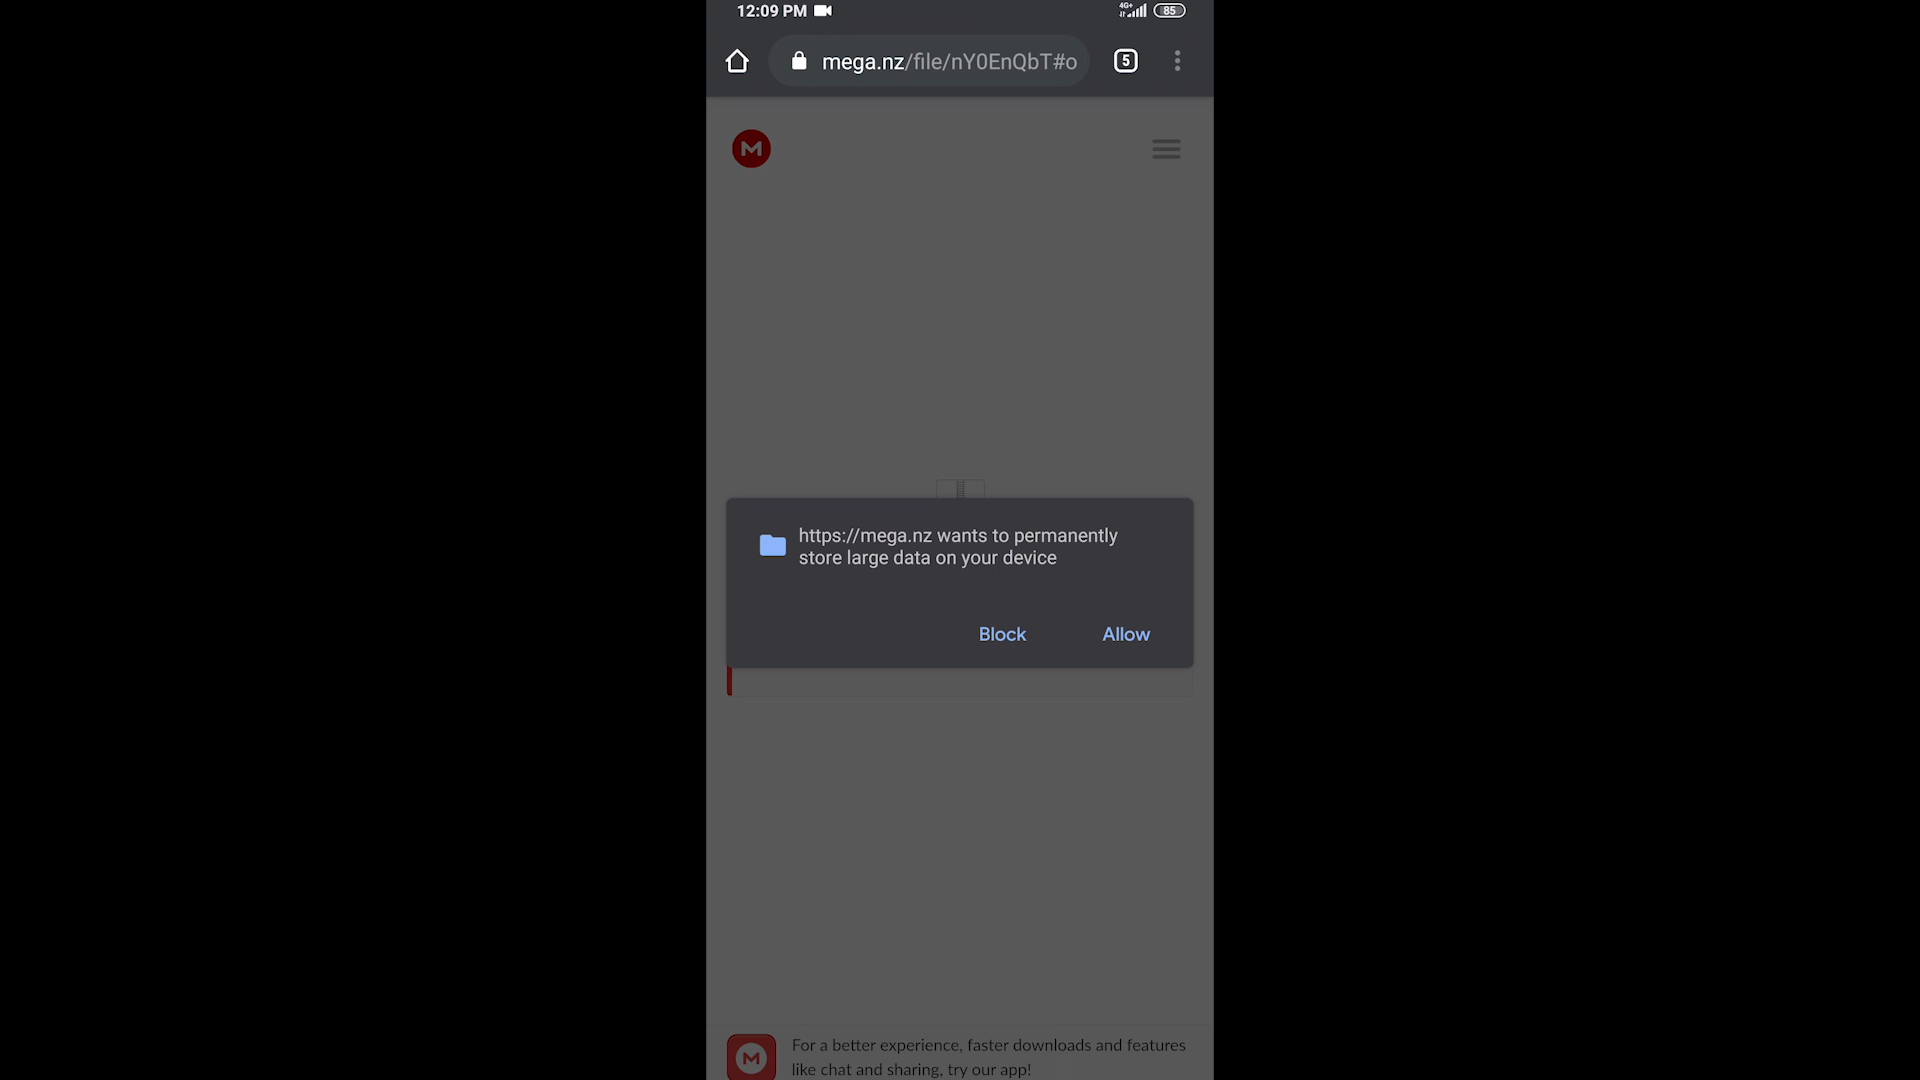 12:09 PM
4G+
85
mega.nz/file/nY0EnQbT#o
5
https://mega.nz wants to permanently
store large data on your device
Block
Allow
For a better experience, faster downloads and features
like chat and sharing, try our app!